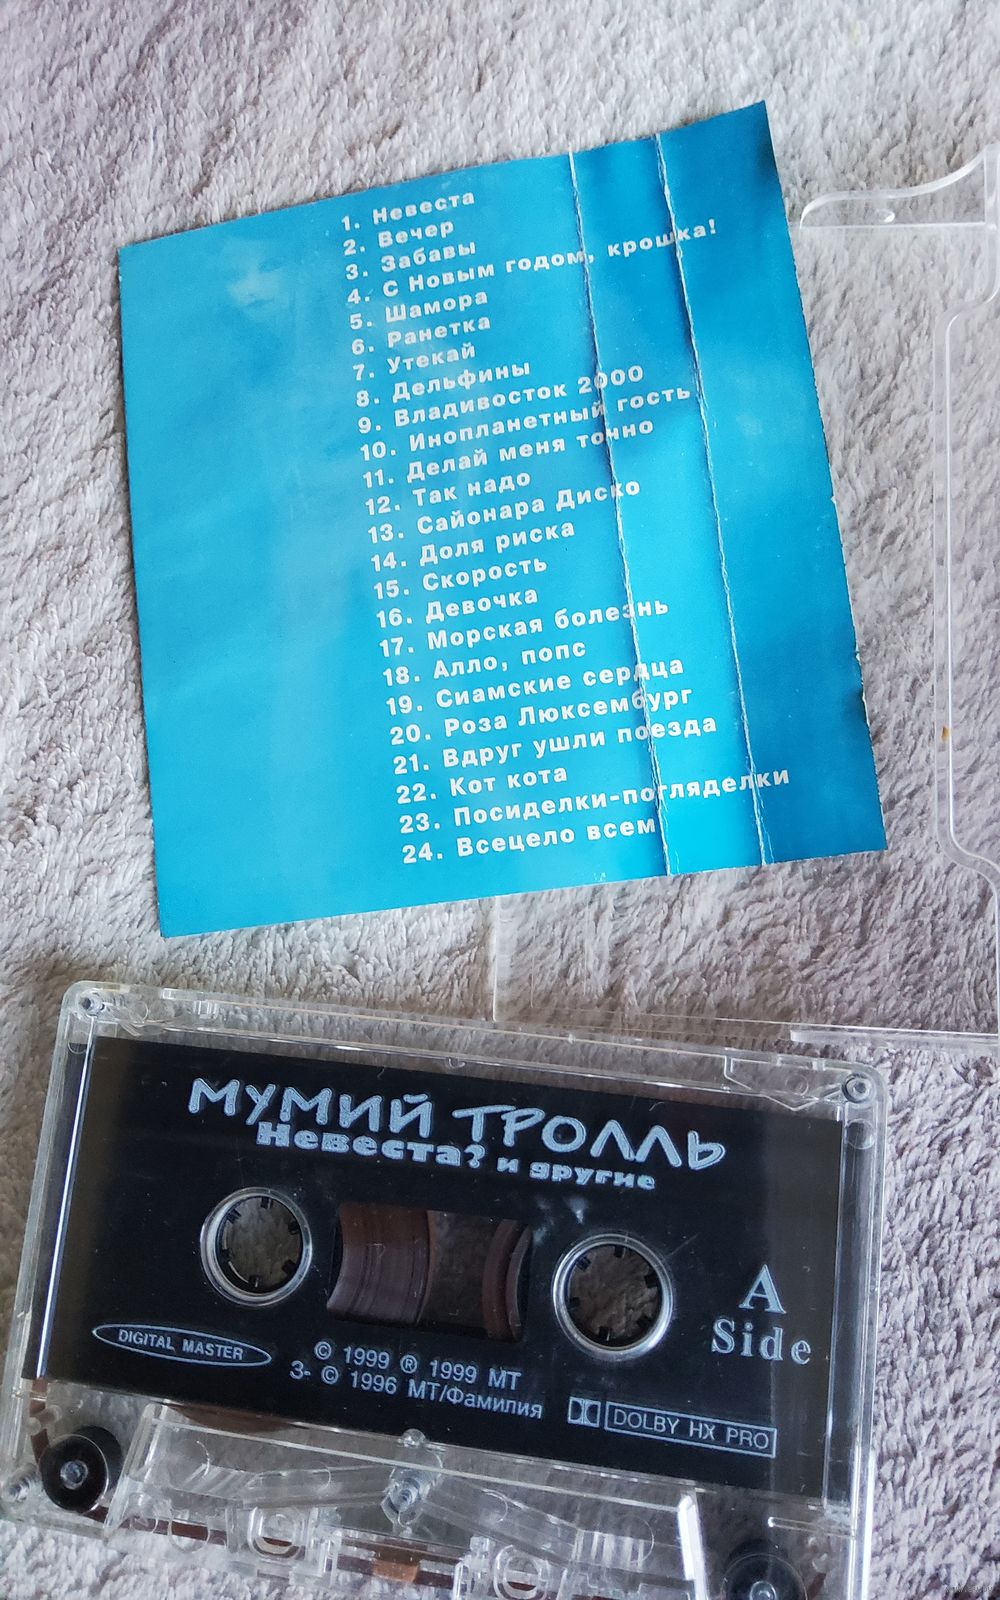 1. Невеста
2. Вечер
3. Забавы
4. С Новым годом, крошка!
5. Шамора
6. Ранетка
7. Утекай
8. Дельфины
9. Владивосток 2000
10. Инопланетный гость
11. Делай меня точно
12. Так надо
13. Сайонара Диско
14. Доля риска
15. Скорость
16. Девочка
17. Морская болезнь
18. Алло, попс
19. Сиамские сердца
20. Роза Люксембург
21. Вдруг ушли поезда
22. Кот кота
23. Посиделки-погляделки
24. Всецело всем
МУМИЙ ТРОЛЛЬ
Невеста? и другие
A
Side
DIGITAL MASTER
© 1999 ® 1999 МТ
3- © 1996 МТ/Фамилия
DOLBY HX PRO